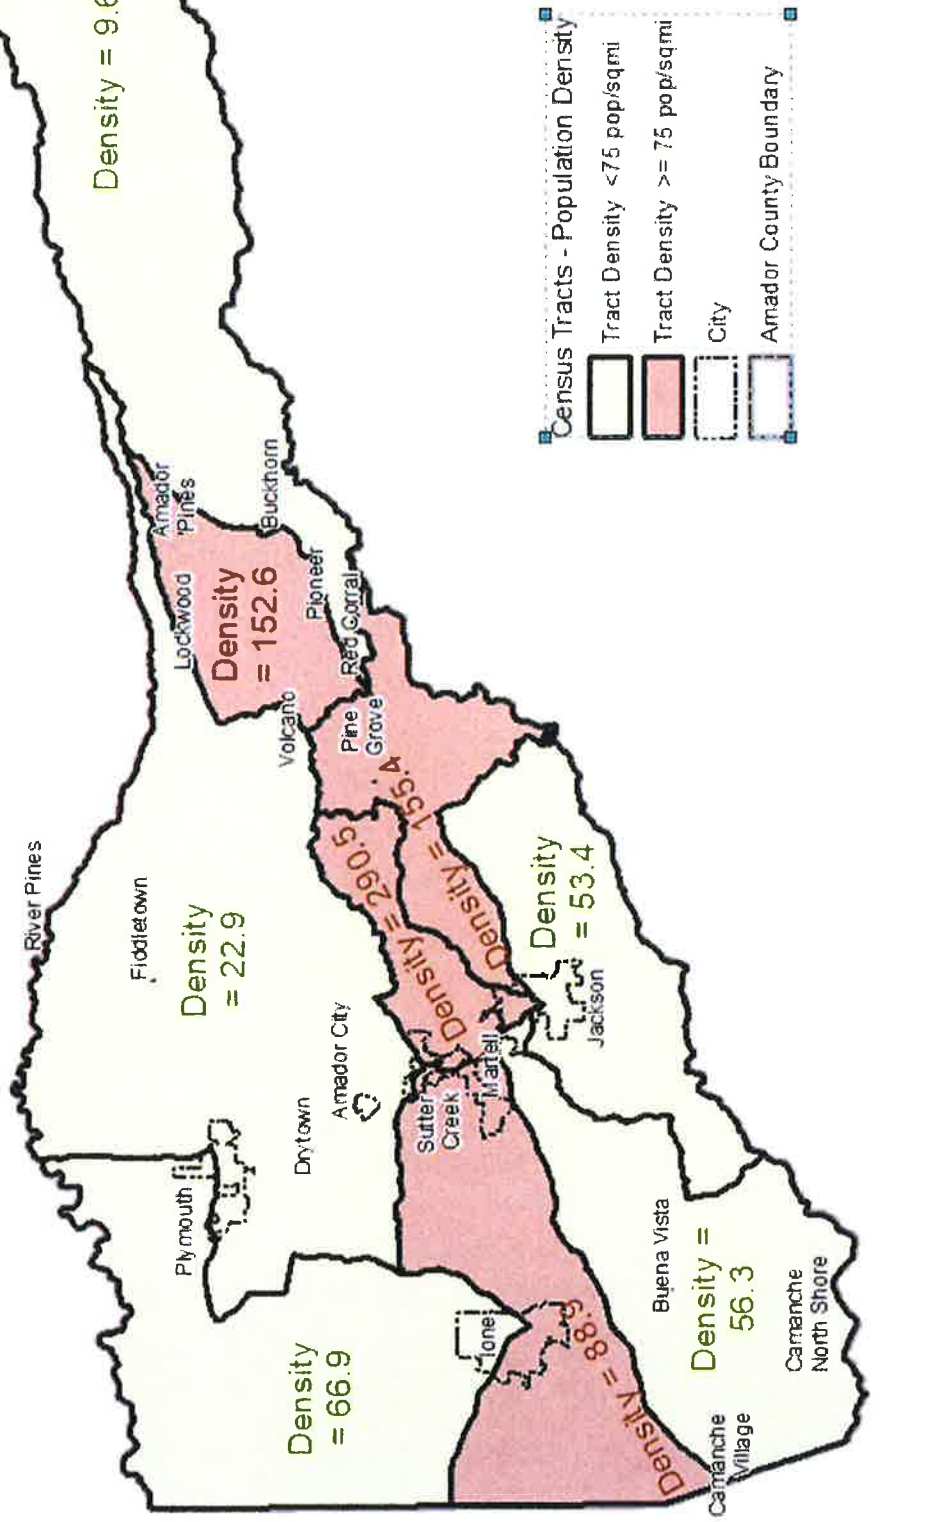 River Pines
Fiddletown
Density
= 22.9
Density = 9.6
Plymouth
Drytown
Amador City
Density
= 66.9
Lockwood
Amador
Pines
Density
= 152.6
Buckhorn
Pioneer
Volcano
Red Corral
Pine
Grove
Density = 290.5
Density = 155.4
Sutter
Creek
Martell
Ione
Density = 88.9
Density
= 53.4
Jackson
Buena Vista
Density =
56.3
Camanche
Village
Camanche
North Shore
Census Tracts - Population Density
Tract Density <75 pop/sqmi
Tract Density >= 75 pop/sqmi
City
Amador County Boundary